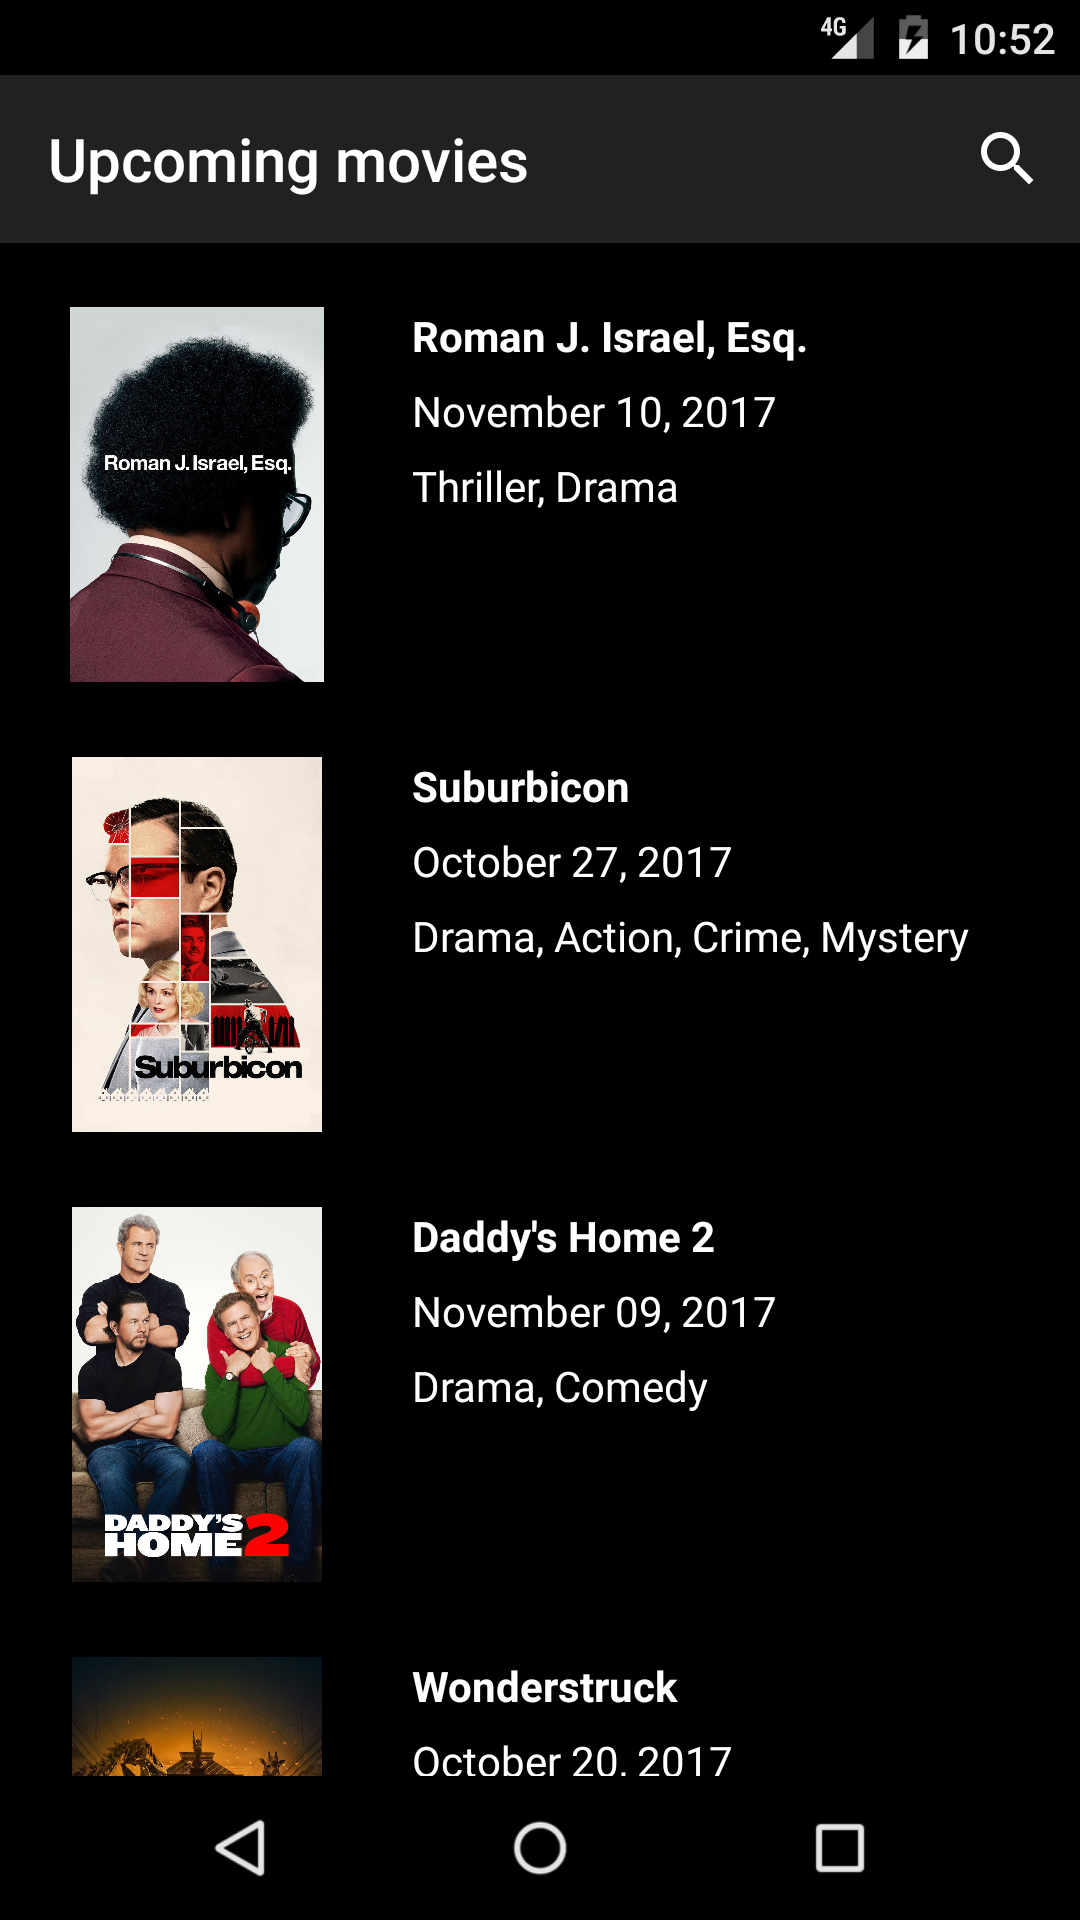 4G 10:52
Upcoming movies
Roman J. Israel, Esq.
Roman J. Israel, Esq.
November 10, 2017
Thriller, Drama
Suburbicon
Suburbicon
October 27, 2017
Drama, Action, Crime, Mystery
DADDY'S
HOME 2
Daddy's Home 2
November 09, 2017
Drama, Comedy
Wonderstruck
October 20, 2017